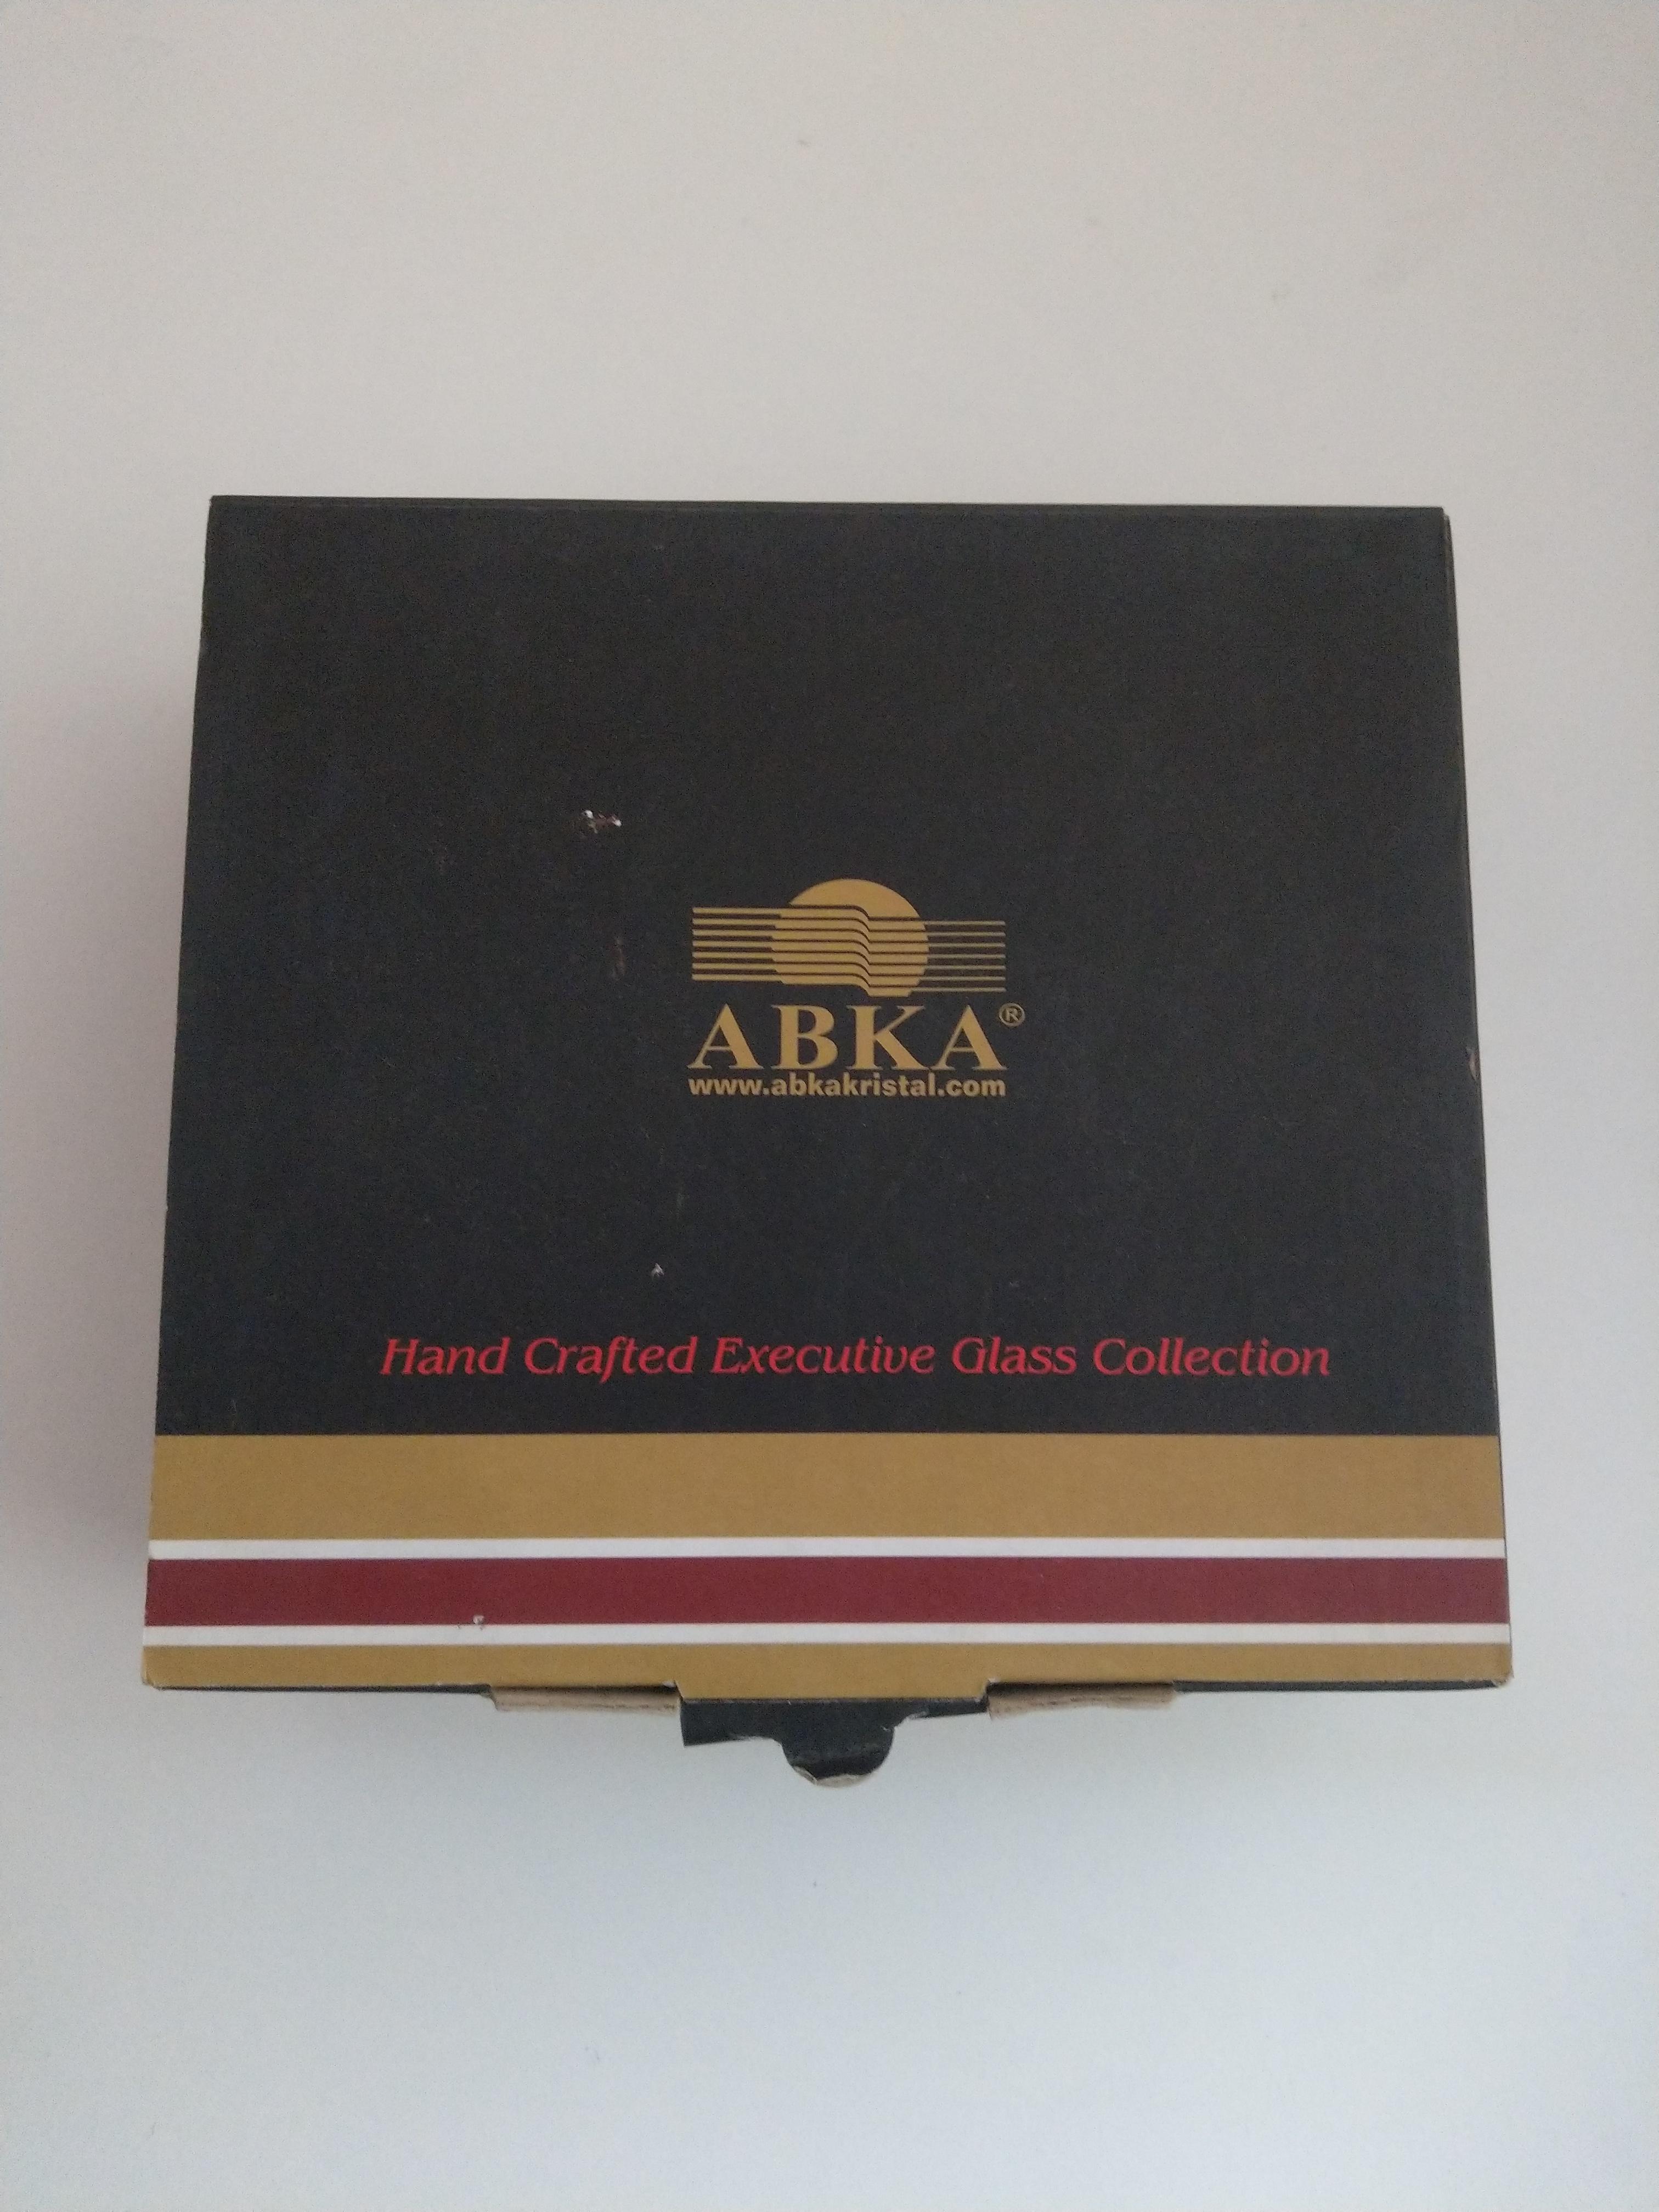 ABKA®
www.abkakristal.com
Hand Crafted Executive Glass Collection